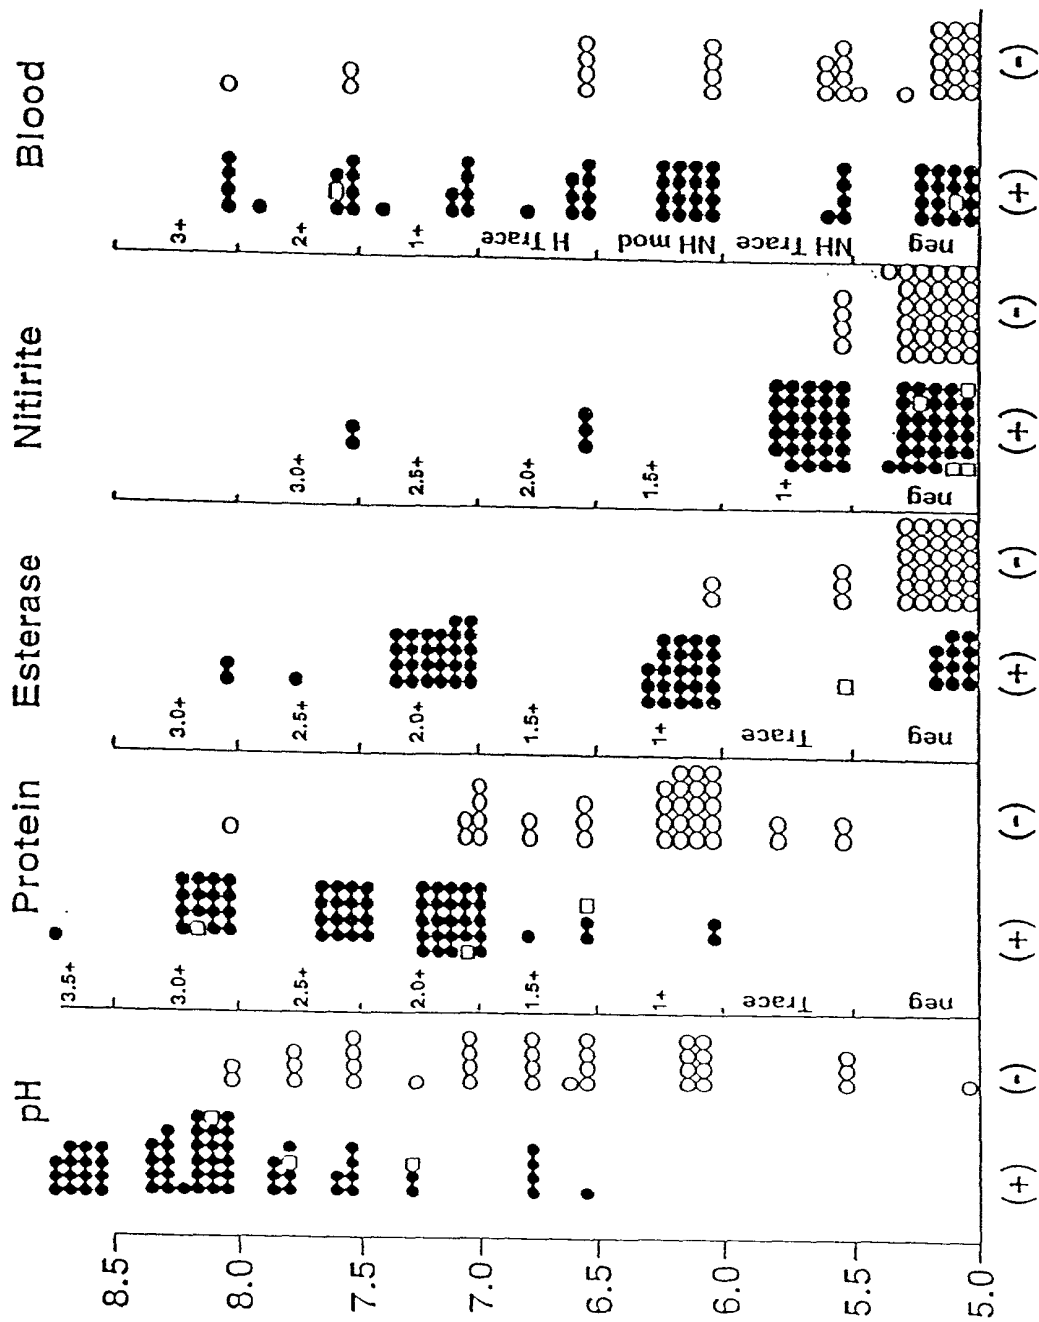 pH
Protein
Esterase
Nitirite
Blood
8.5
8.0
7.5
7.0
6.5
6.0
5.5
5.0
3.5+
3.0+
2.5+
2.0+
1.5+
1+
Trace
neg
3.0+
2.5+
2.0+
1.5+
1+
Trace
neg
3.0+
2.5+
2.0+
1.5+
1+
neg
3+
2+
1+
H Trace
NH mod
NH Trace
neg
(+)
(-)
(+)
(-)
(+)
(-)
(+)
(-)
(+)
(-)